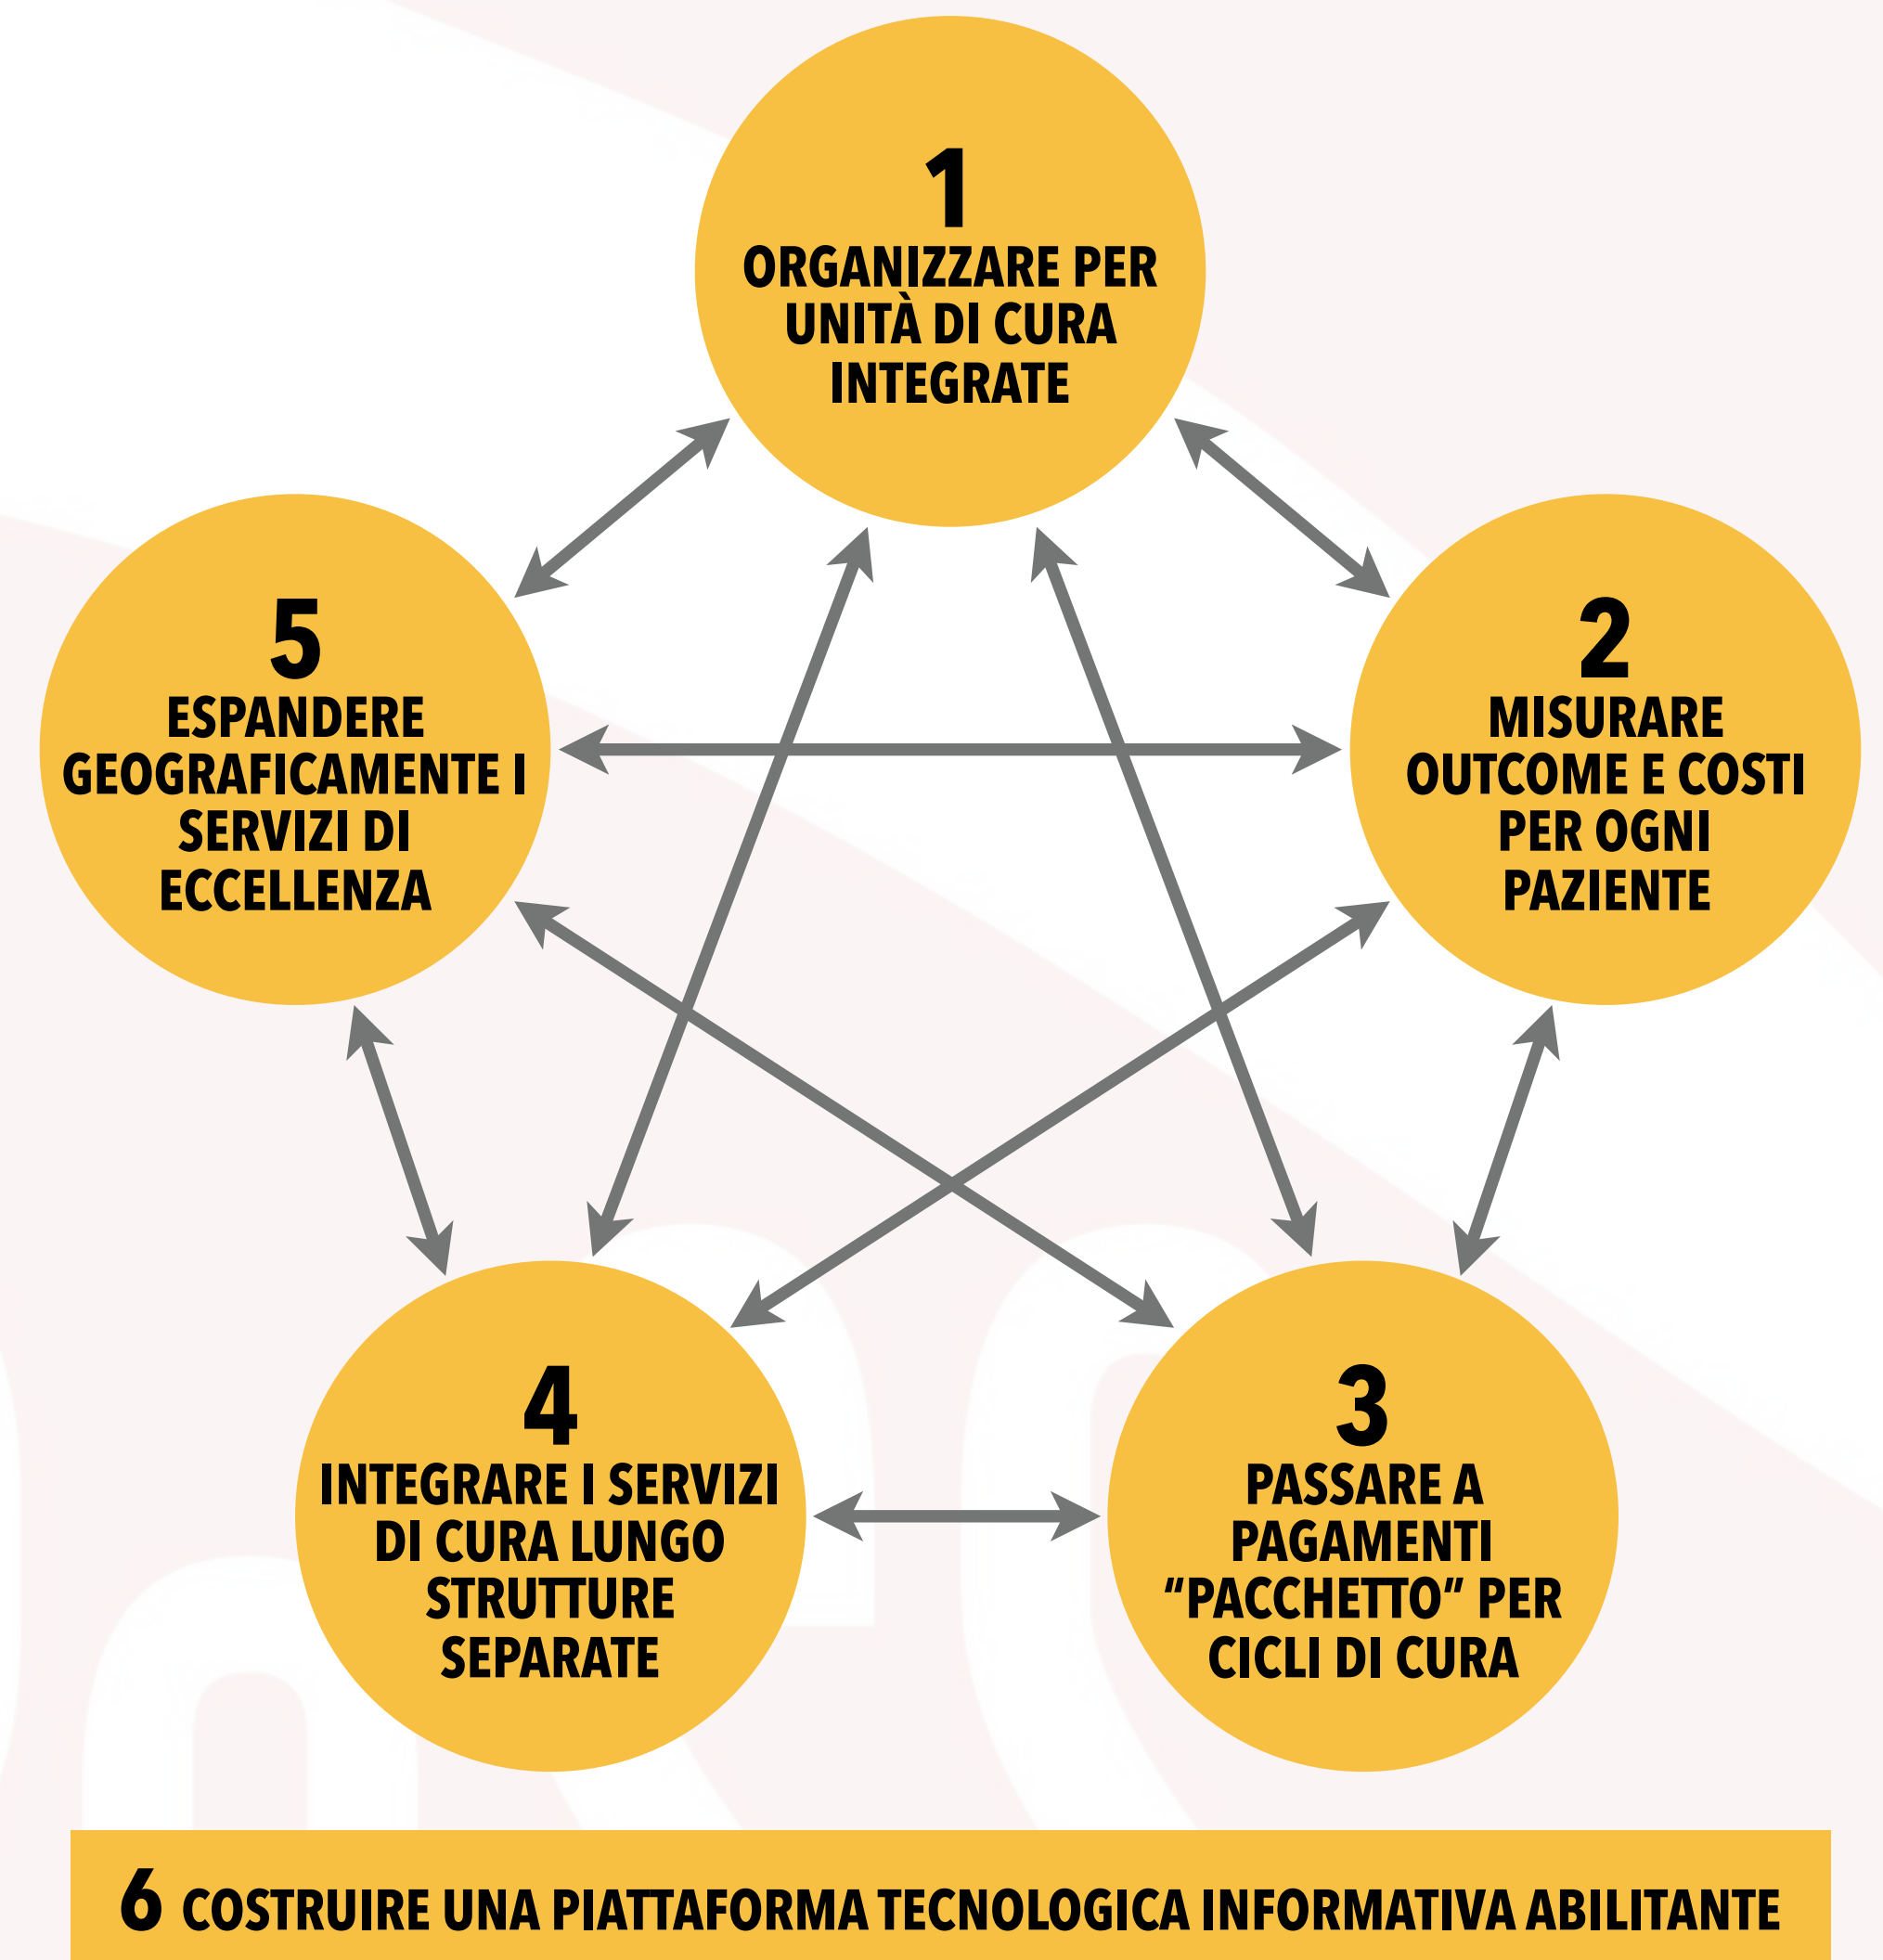 1
ORGANIZZARE PER
UNITÀ DI CURA
INTEGRATE
5
ESPANDERE
GEOGRAFICAMENTE I
SERVIZI DI
ECCELLENZA
2
MISURARE
OUTCOME E COSTI
PER OGNI
PAZIENTE
4
INTEGRARE I SERVIZI
DI CURA LUNGO
STRUTTURE
SEPARATE
3
PASSARE A
PAGAMENTI
"PACCHETTO" PER
CICLI DI CURA
6 COSTRUIRE UNA PIATTAFORMA TECNOLOGICA INFORMATIVA ABILITANTE